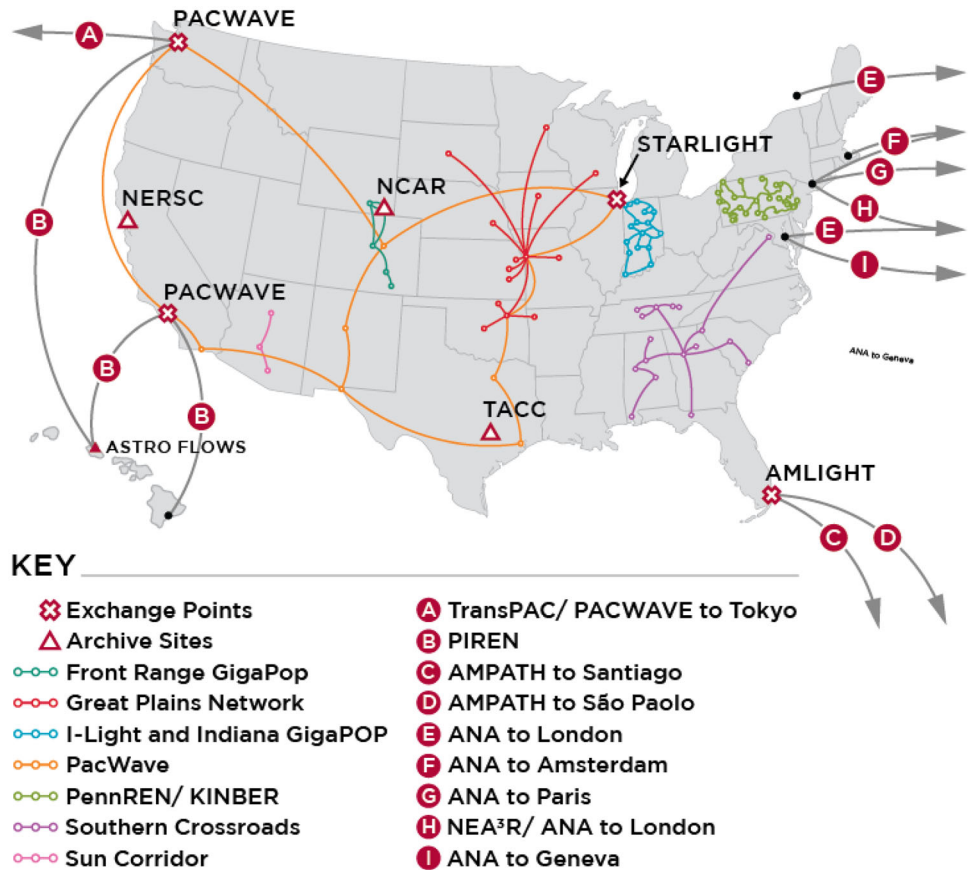 PACWAVE
A
E
STARLIGHT
F
G
NCAR
NERSC
H
B
E
I
PACWAVE
ANA to Geneva
B
B
TACC
ASTRO FLOWS
AMLIGHT
C
D
KEY
Exchange Points
Archive Sites
Front Range GigaPop
Great Plains Network
I-Light and Indiana GigaPOP
PacWave
PennREN/ KINBER
Southern Crossroads
Sun Corridor
A TransPAC/ PACWAVE to Tokyo
B PIREN
C AMPATH to Santiago
D AMPATH to São Paolo
E ANA to London
F ANA to Amsterdam
G ANA to Paris
H NEA³R/ ANA to London
I ANA to Geneva